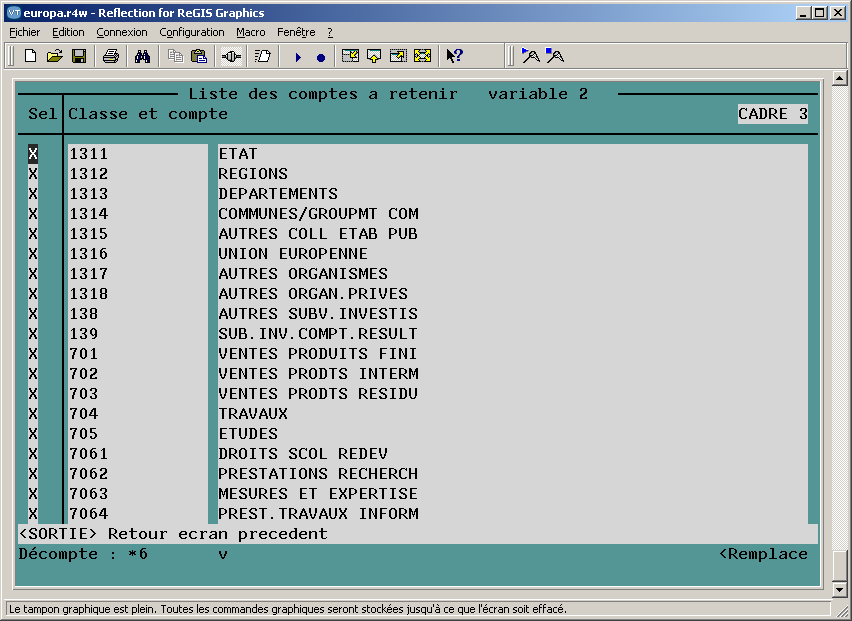 europa.r4w - Reflection for ReGIS Graphics
Fichier Edition Connexion Configuration Macro Fenêtre ?
Liste des comptes a retenir variable 2
Sel Classe et compte CADRE 3
X 1311 ETAT
X 1312 REGIONS
X 1313 DEPARTEMENTS
X 1314 COMMUNES/GROUPMT COM
X 1315 AUTRES COLL ETAB PUB
X 1316 UNION EUROPENNE
X 1317 AUTRES ORGANISMES
X 1318 AUTRES ORGAN.PRIVES
X 138 AUTRES SUBV.INVESTIS
X 139 SUB.INV.COMPT.RESULT
X 701 VENTES PRODUITS FINI
X 702 VENTES PRODTS INTERM
X 703 VENTES PRODTS RESIDU
X 704 TRAVAUX
X 705 ETUDES
X 7061 DROITS SCOL REDEV
X 7062 PRESTATIONS RECHERCH
X 7063 MESURES ET EXPERTISE
X 7064 PREST.TRAVAUX INFORM
<SORTIE> Retour ecran precedent
Décompte : *6 v <Remplace
Le tampon graphique est plein. Toutes les commandes graphiques seront stockées jusqu'à ce que l'écran soit effacé.